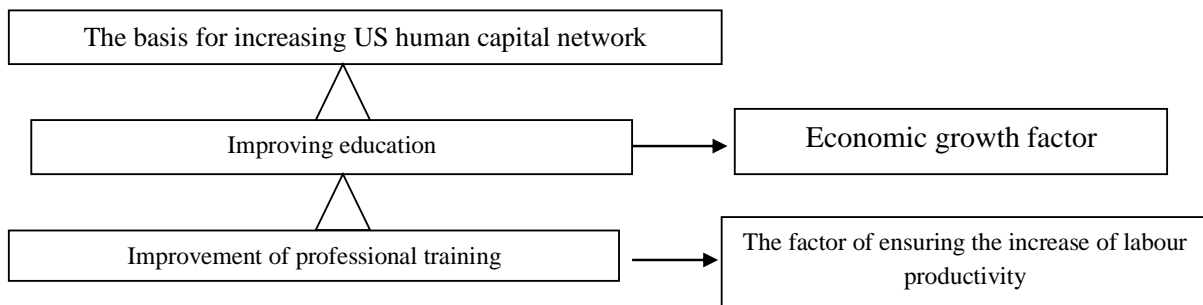 The basis for increasing US human capital network
Improving education
Economic growth factor
Improvement of professional training
The factor of ensuring the increase of labour
productivity